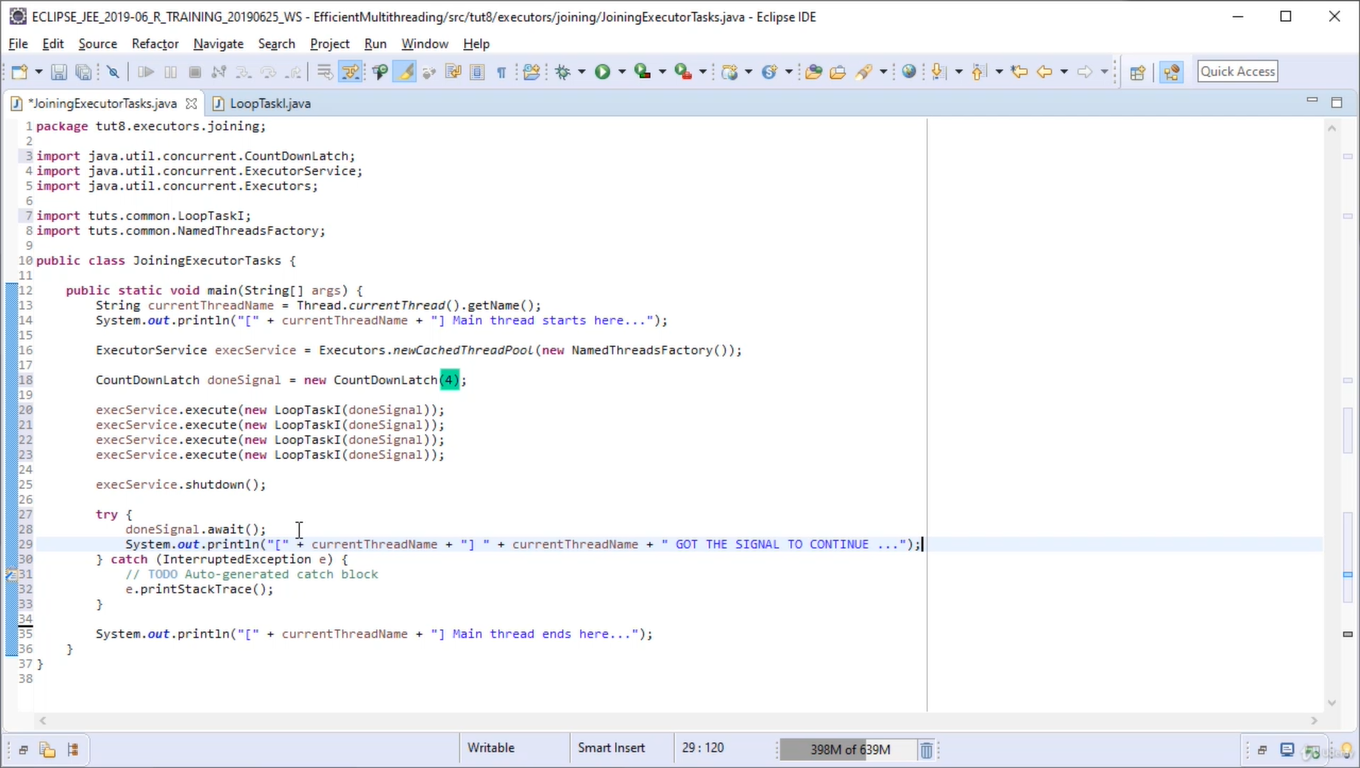 ECLIPSE_JEE_2019-06_R_TRAINING_20190625_WS - EfficientMultithreading/src/tut8/executors/joining/JoiningExecutorTasks.java - Eclipse IDE
File Edit Source Refactor Navigate Search Project Run Window Help
Quick Access
*JoiningExecutorTasks.java LoopTaskI.java
1 package tut8.executors.joining;
2
3 import java.util.concurrent.CountDownLatch;
4 import java.util.concurrent.ExecutorService;
5 import java.util.concurrent.Executors;
6
7 import tuts.common.LoopTaskI;
8 import tuts.common.NamedThreadsFactory;
9
10 public class JoiningExecutorTasks {
11
12     public static void main(String[] args) {
13         String currentThreadName = Thread.currentThread().getName();
14         System.out.println("[" + currentThreadName + "] Main thread starts here...");
15
16         ExecutorService execService = Executors.newCachedThreadPool(new NamedThreadsFactory());
17
18         CountDownLatch doneSignal = new CountDownLatch(4);
19
20         execService.execute(new LoopTaskI(doneSignal));
21         execService.execute(new LoopTaskI(doneSignal));
22         execService.execute(new LoopTaskI(doneSignal));
23         execService.execute(new LoopTaskI(doneSignal));
24
25         execService.shutdown();
26
27         try {
28             doneSignal.await();
29             System.out.println("[" + currentThreadName + "] " + currentThreadName + " GOT THE SIGNAL TO CONTINUE ...");
30         } catch (InterruptedException e) {
31             // TODO Auto-generated catch block
32             e.printStackTrace();
33         }
34
35         System.out.println("[" + currentThreadName + "] Main thread ends here...");
36     }
37 }
38
Writable Smart Insert 29 : 120 398M of 639M